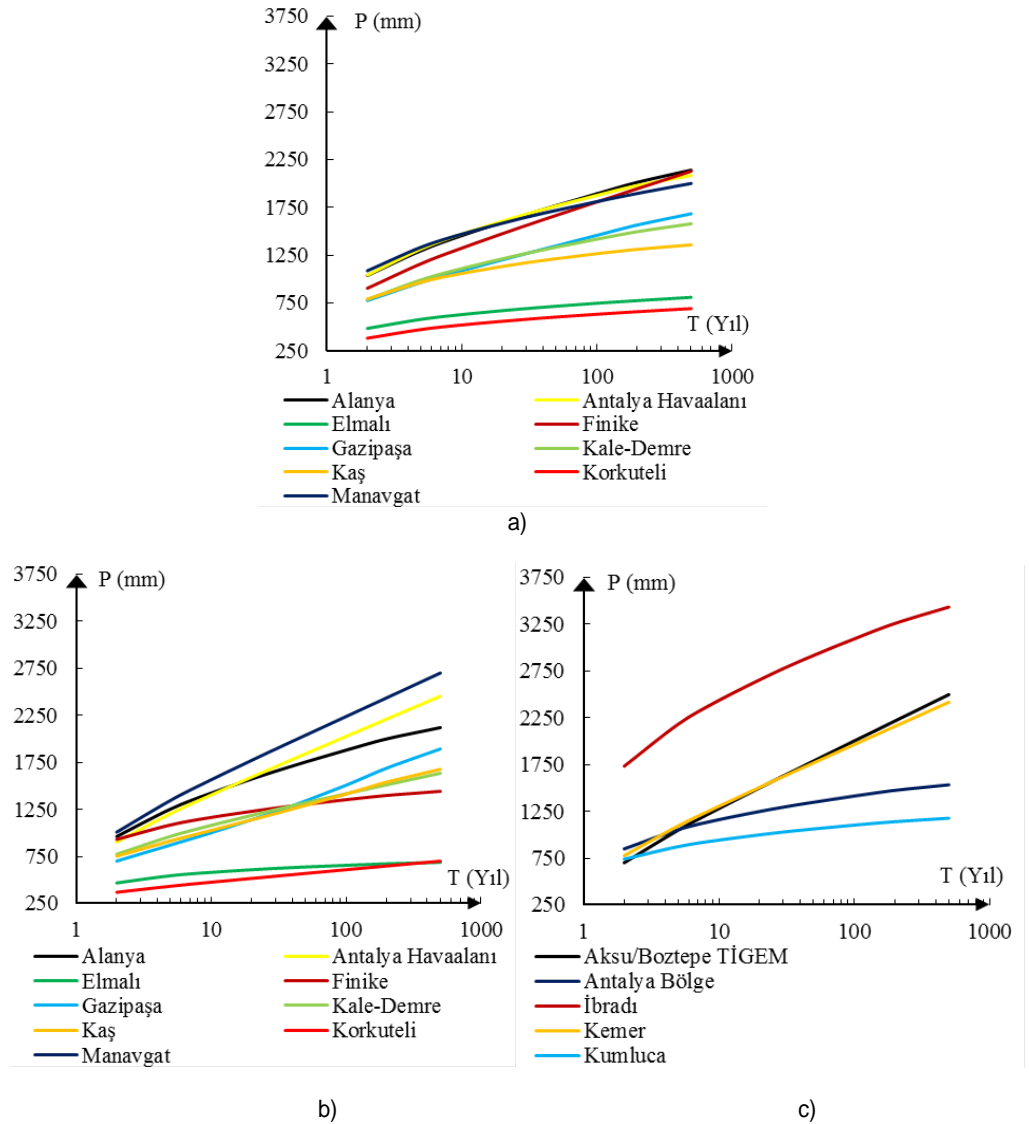 P (mm)
3750
3250
2750
2250
1750
1250
750
250
T (Yıl)
1 10 100 1000
Alanya Antalya Havaalanı
Elmalı Finike
Gazipaşa Kale-Demre
Kaş Korkuteli
Manavgat
a)
P (mm)
3750
3250
2750
2250
1750
1250
750
250
T (Yıl)
1 10 100 1000
Alanya Antalya Havaalanı
Elmalı Finike
Gazipaşa Kale-Demre
Kaş Korkuteli
Manavgat
b)
P (mm)
3750
3250
2750
2250
1750
1250
750
250
T (Yıl)
1 10 100 1000
Aksu/Boztepe TİGEM
Antalya Bölge
İbradı
Kemer
Kumluca
c)